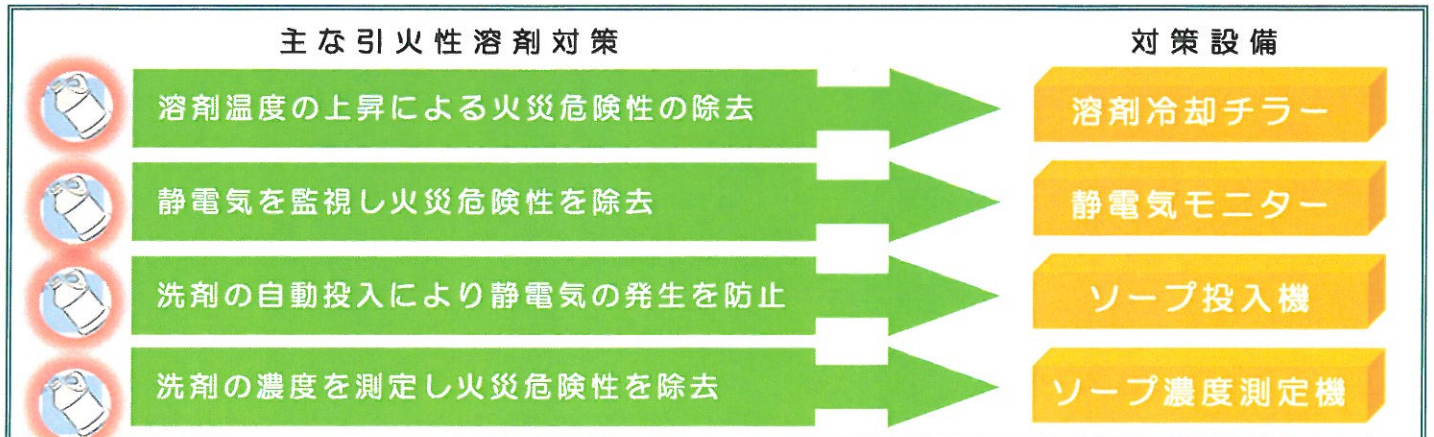 主な引火性溶剤対策 対策設備
溶剤温度の上昇による火災危険性の除去 溶剤冷却チラー
静電気を監視し火災危険性を除去 静電気モニター
洗剤の自動投入により静電気の発生を防止 ソープ投入機
洗剤の濃度を測定し火災危険性を除去 ソープ濃度測定機